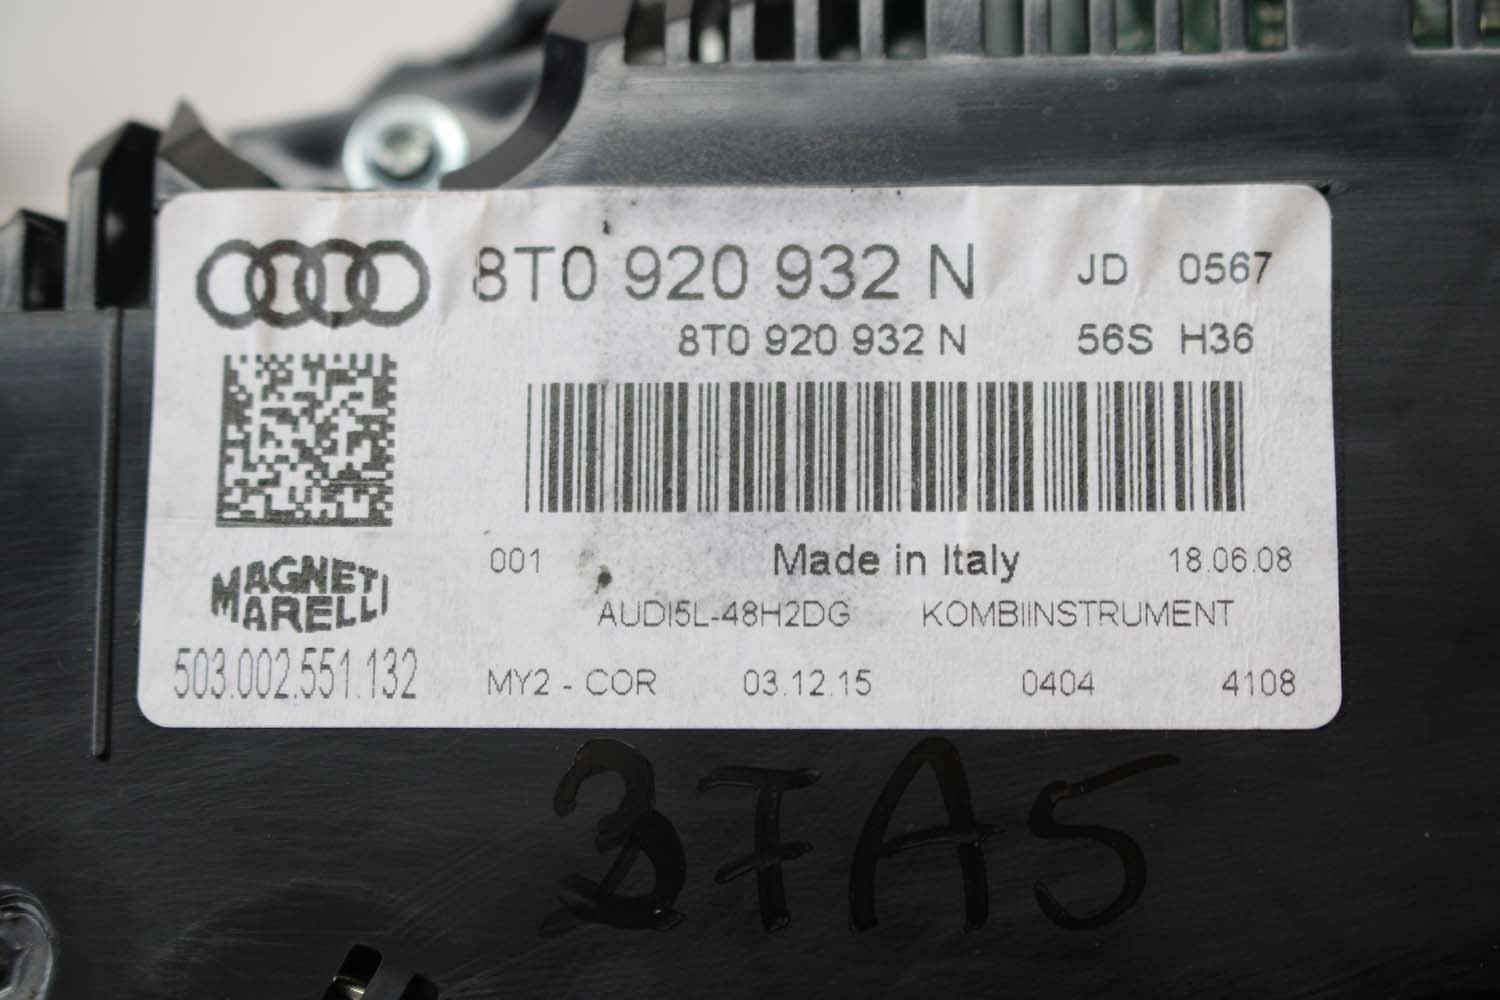 8T0 920 932 N JD 0567
8T0 920 932 N 56S H36
001 Made in Italy 18.06.08
MAGNETI
MARELLI
AUDI5L-48H2DG KOMBIINSTRUMENT
503.002.551.132 MY2 - COR 03.12.15 0404 4108
37A5